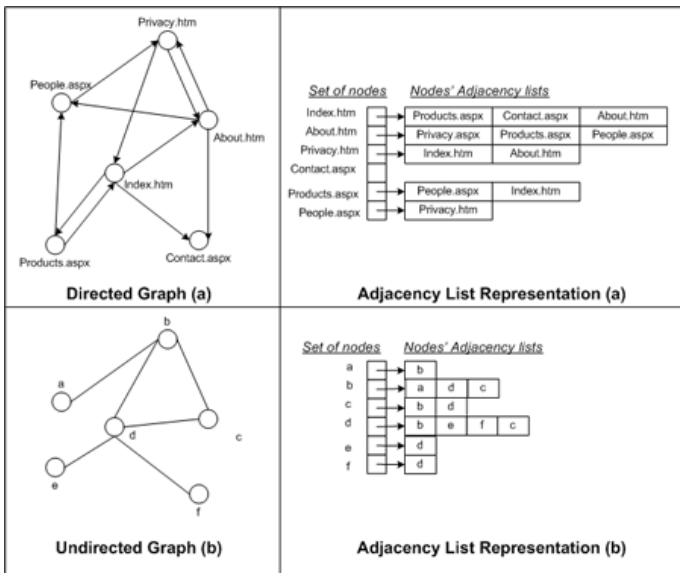 Privacy.htm
People.aspx
About.htm
Index.htm
Products.aspx
Contact.aspx
Directed Graph (a)
Set of nodes Nodes' Adjacency lists
Index.htm Products.aspx Contact.aspx About.htm
About.htm Privacy.aspx Products.aspx People.aspx
Privacy.htm Index.htm About.htm
Contact.aspx
Products.aspx People.aspx Index.htm
People.aspx Privacy.htm
Adjacency List Representation (a)
b
a
d
c
e
f
Undirected Graph (b)
Set of nodes Nodes' Adjacency lists
a b
b a d c
c b d
d b e f c
e d
f d
Adjacency List Representation (b)